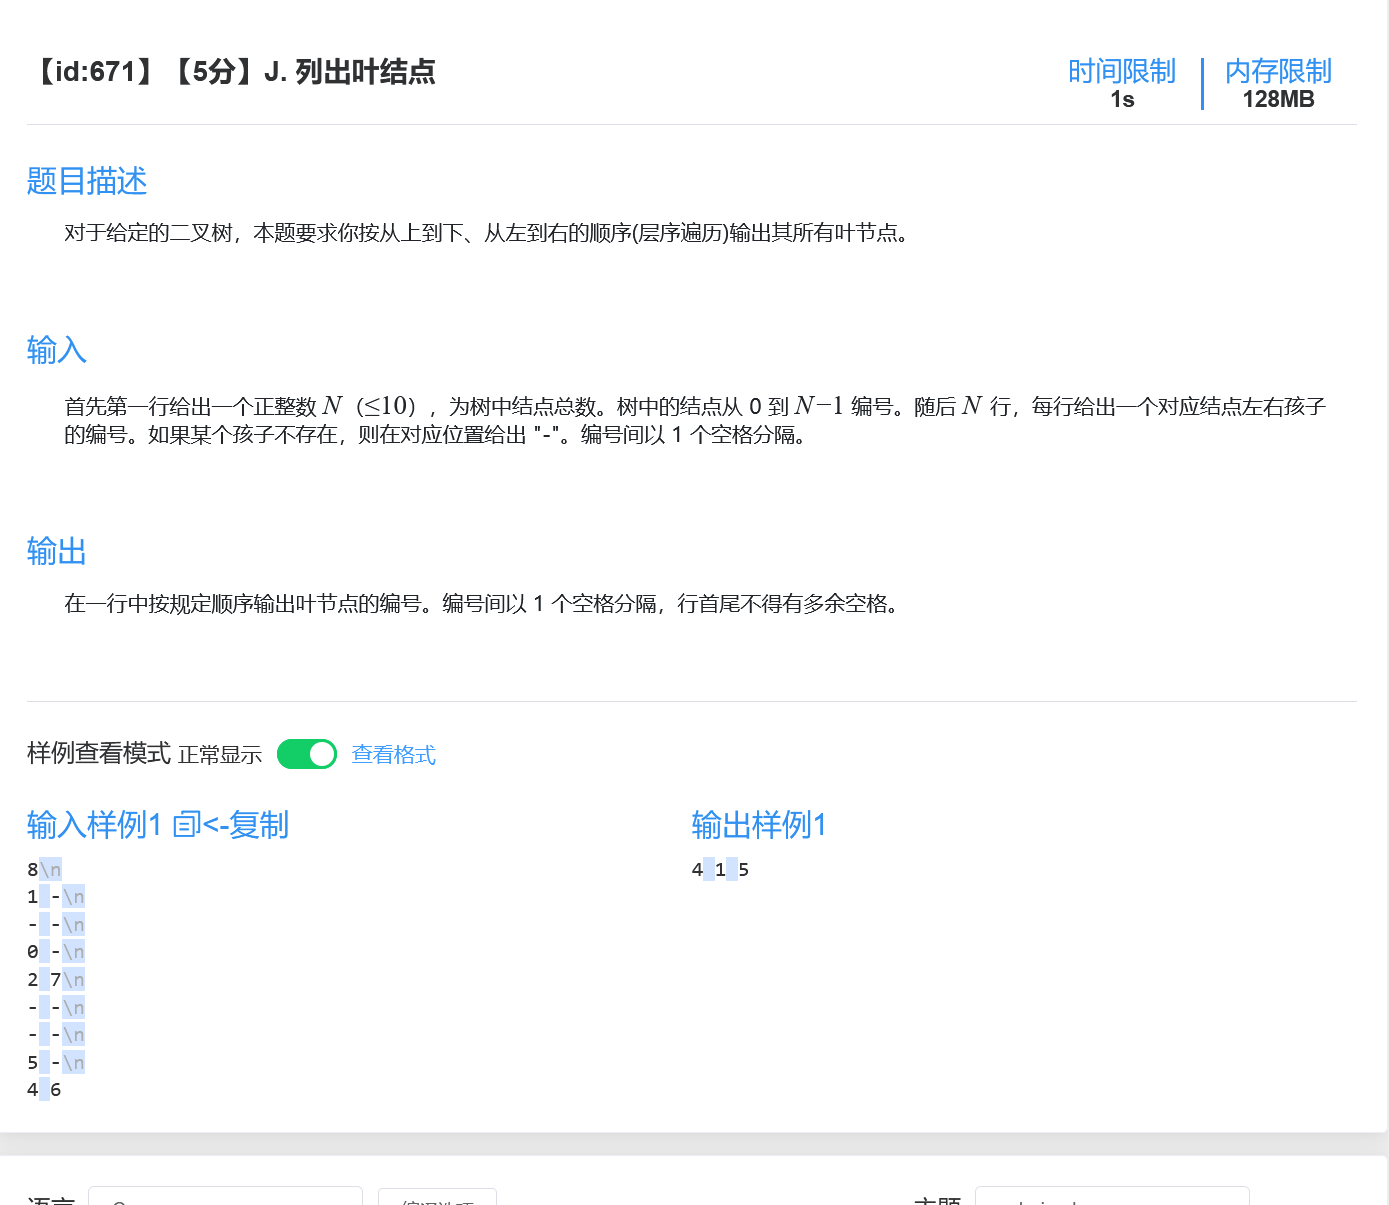 【id:671】【5分】J. 列出叶结点
时间限制
1s
内存限制
128MB
题目描述
对于给定的二叉树，本题要求你按从上到下、从左到右的顺序(层序遍历)输出其所有叶节点。
输入
首先第一行给出一个正整数 N（≤10），为树中结点总数。树中的结点从 0 到 N−1 编号。随后 N 行，每行给出一个对应结点左右孩子
的编号。如果某个孩子不存在，则在对应位置给出 "-"。编号间以 1 个空格分隔。
输出
在一行中按规定顺序输出叶节点的编号。编号间以 1 个空格分隔，行首尾不得有多余空格。
样例查看模式 正常显示 查看格式
输入样例1 <-复制
8\n
1 -\n
- -\n
0 -\n
2 7\n
- -\n
- -\n
5 -\n
4 6
输出样例1
4 1 5
语言
编译选项
主题